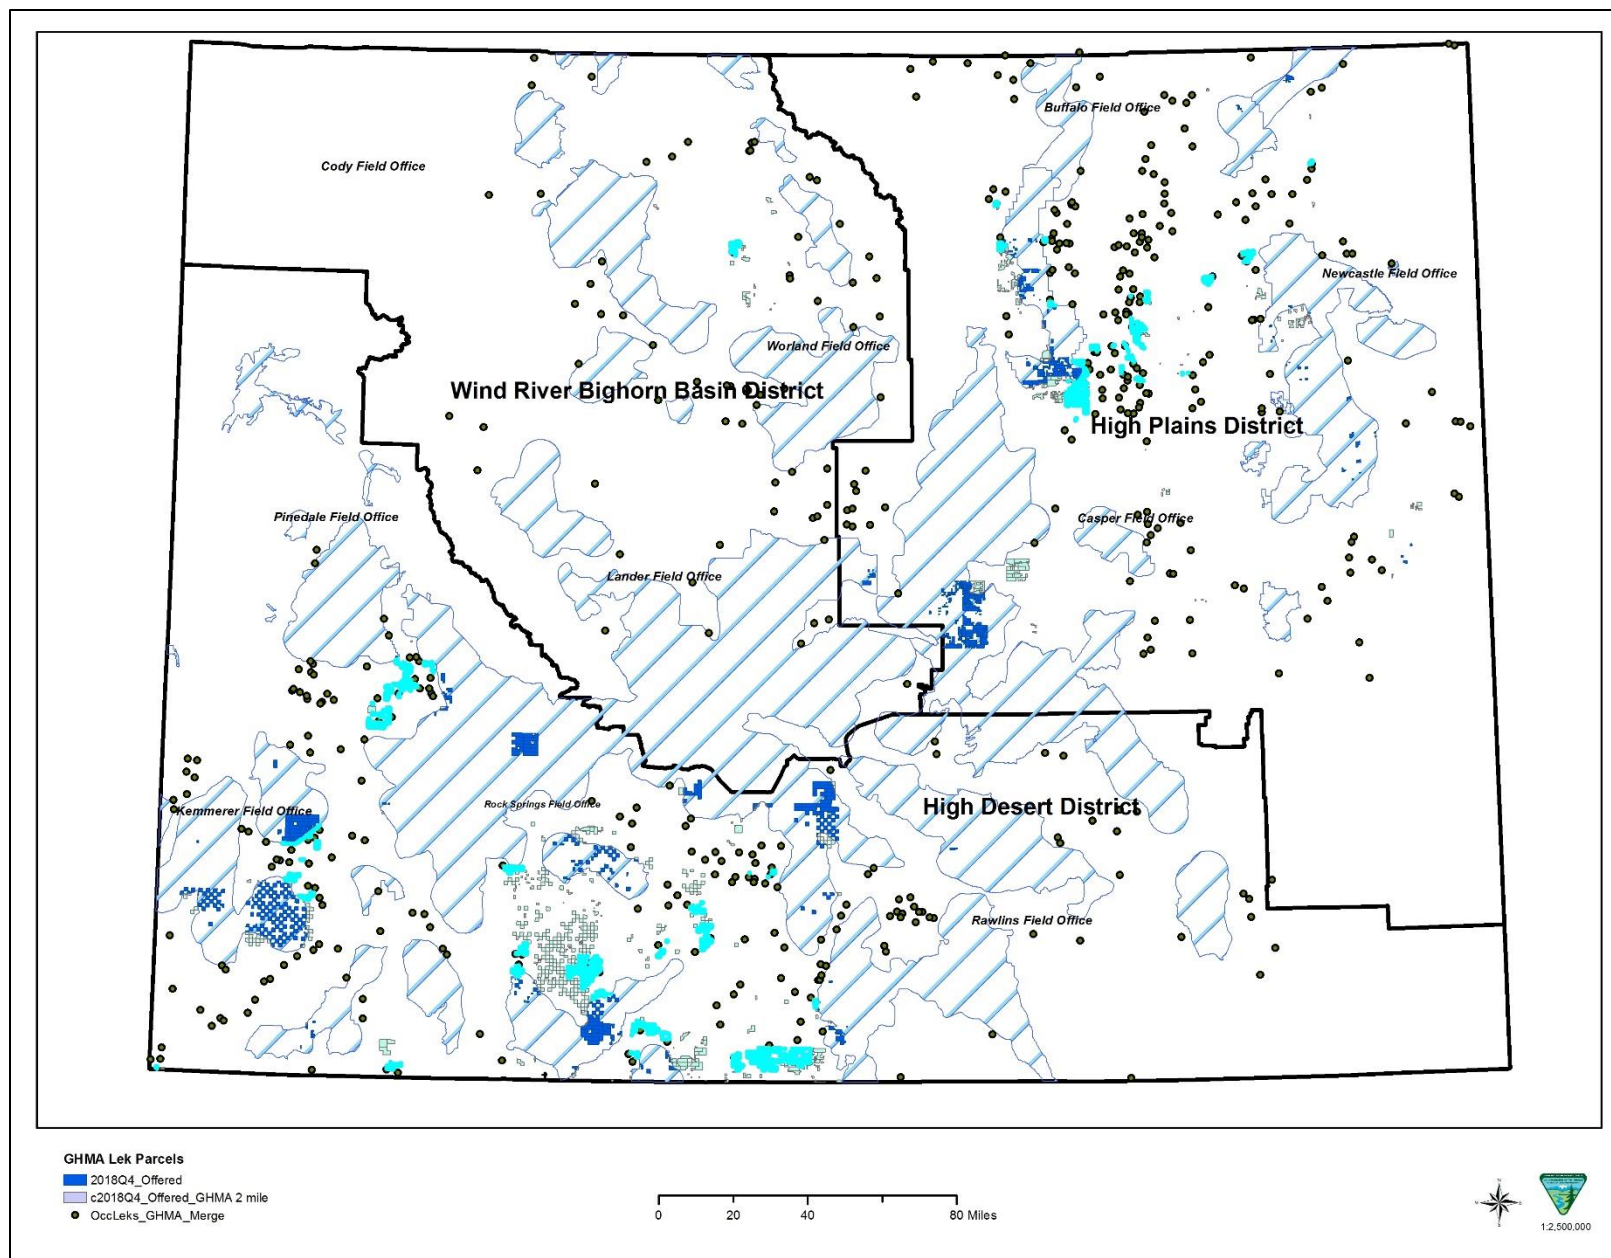 Buffalo Field Office
Cody Field Office
Newcastle Field Office
Worland Field Office
Wind River Bighorn Basin District
High Plains District
Pinedale Field Office
Casper Field Office
Lander Field Office
Kemmerer Field Office
Rock Springs Field Office
High Desert District
Rawlins Field Office
GHMA Lek Parcels
2018Q4_Offered
c2018Q4_Offered_GHMA 2 mile
OccLeks_GHMA_Merge
0 20 40 80 Miles
1:2,500,000